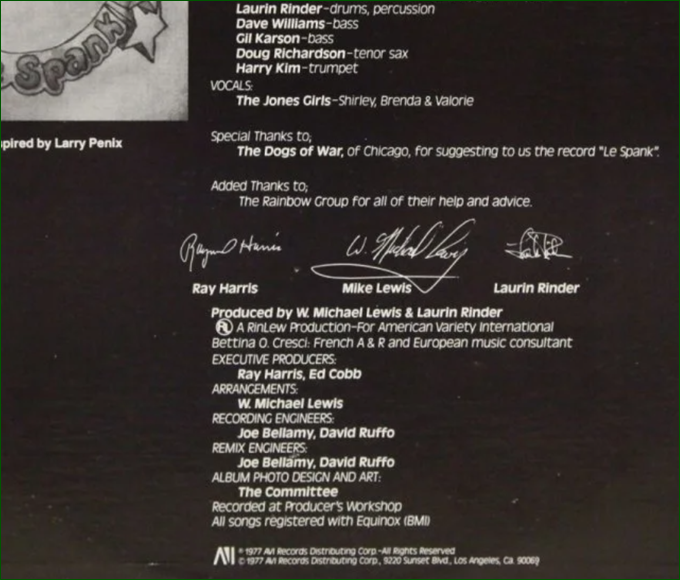 Laurin Rinder-drums, percussion
Dave Williams-bass
Gil Karson-bass
Doug Richardson-tenor sax
Harry Kim-trumpet
e Spank
VOCALS:
The Jones Girls-Shirley, Brenda & Valorie
pired by Larry Penix
Special Thanks to;
The Dogs of War, of Chicago, for suggesting to us the record "Le Spank".
Added Thanks to;
The Rainbow Group for all of their help and advice.
Raymond Harris W. Michael Lewis
Ray Harris Mike Lewis Laurin Rinder
Produced by W. Michael Lewis & Laurin Rinder
RL A RinLew Production-For American Variety International
Bettina O. Cresci: French A & R and European music consultant
EXECUTIVE PRODUCERS:
Ray Harris, Ed Cobb
ARRANGEMENTS:
W. Michael Lewis
RECORDING ENGINEERS:
Joe Bellamy, David Ruffo
REMIX ENGINEERS:
Joe Bellamy, David Ruffo
ALBUM PHOTO DESIGN AND ART:
The Committee
Recorded at Producer's Workshop
All songs registered with Equinox (BMI)
AVI ℗ 1977 AVI Records Distributing Corp.-All Rights Reserved
© 1977 AVI Records Distributing Corp., 9220 Sunset Blvd., Los Angeles, Ca. 90069